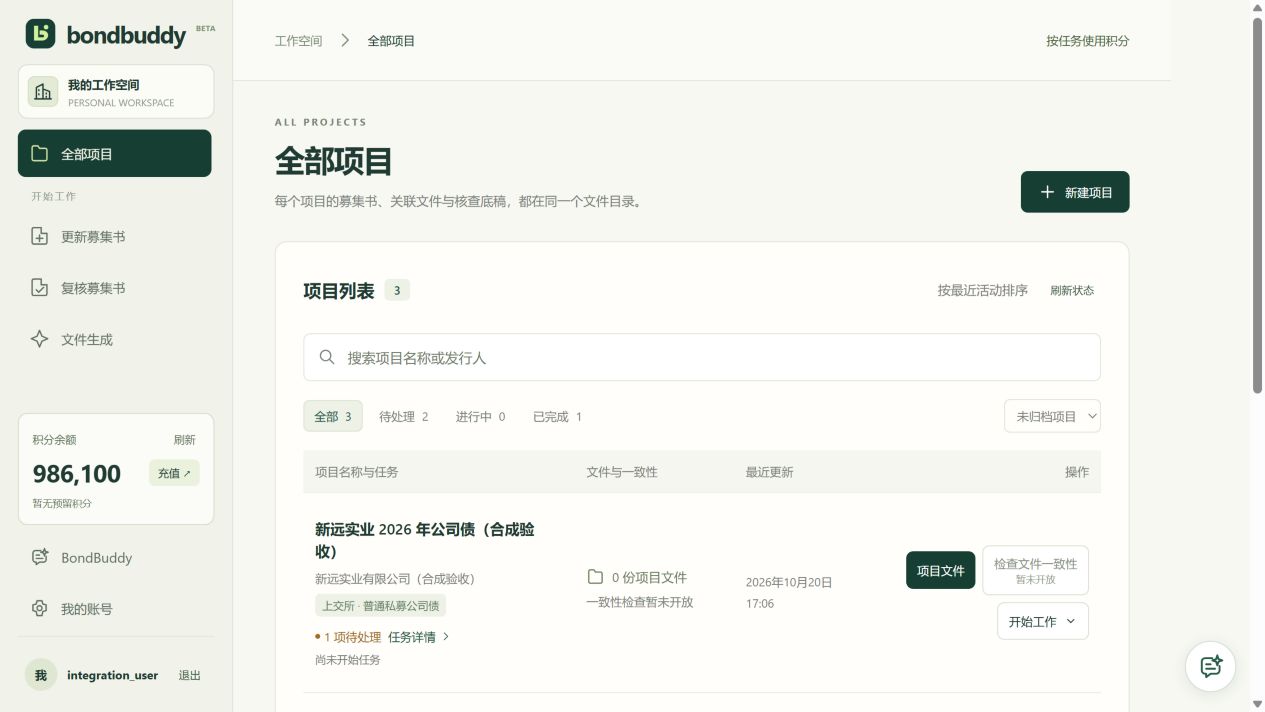 bondbuddy BETA
我的工作空间
PERSONAL WORKSPACE
全部项目
开始工作
更新募集书
复核募集书
文件生成
积分余额 刷新
986,100 充值 ↗
暂无预留积分
BondBuddy
我的账号
我 integration_user 退出
工作空间 > 全部项目 按任务使用积分
ALL PROJECTS
全部项目
每个项目的募集书、关联文件与核查底稿，都在同一个文件目录。
+ 新建项目
项目列表 3 按最近活动排序 刷新状态
搜索项目名称或发行人
全部 3 待处理 2 进行中 0 已完成 1 未归档项目
项目名称与任务 文件与一致性 最近更新 操作
新远实业 2026 年公司债（合成验
收）
新远实业有限公司（合成验收）
上交所 · 普通私募公司债
• 1 项待处理 任务详情 >
尚未开始任务
0 份项目文件
一致性检查暂未开放
2026年10月20日
17:06
项目文件
检查文件一致性
暂未开放
开始工作